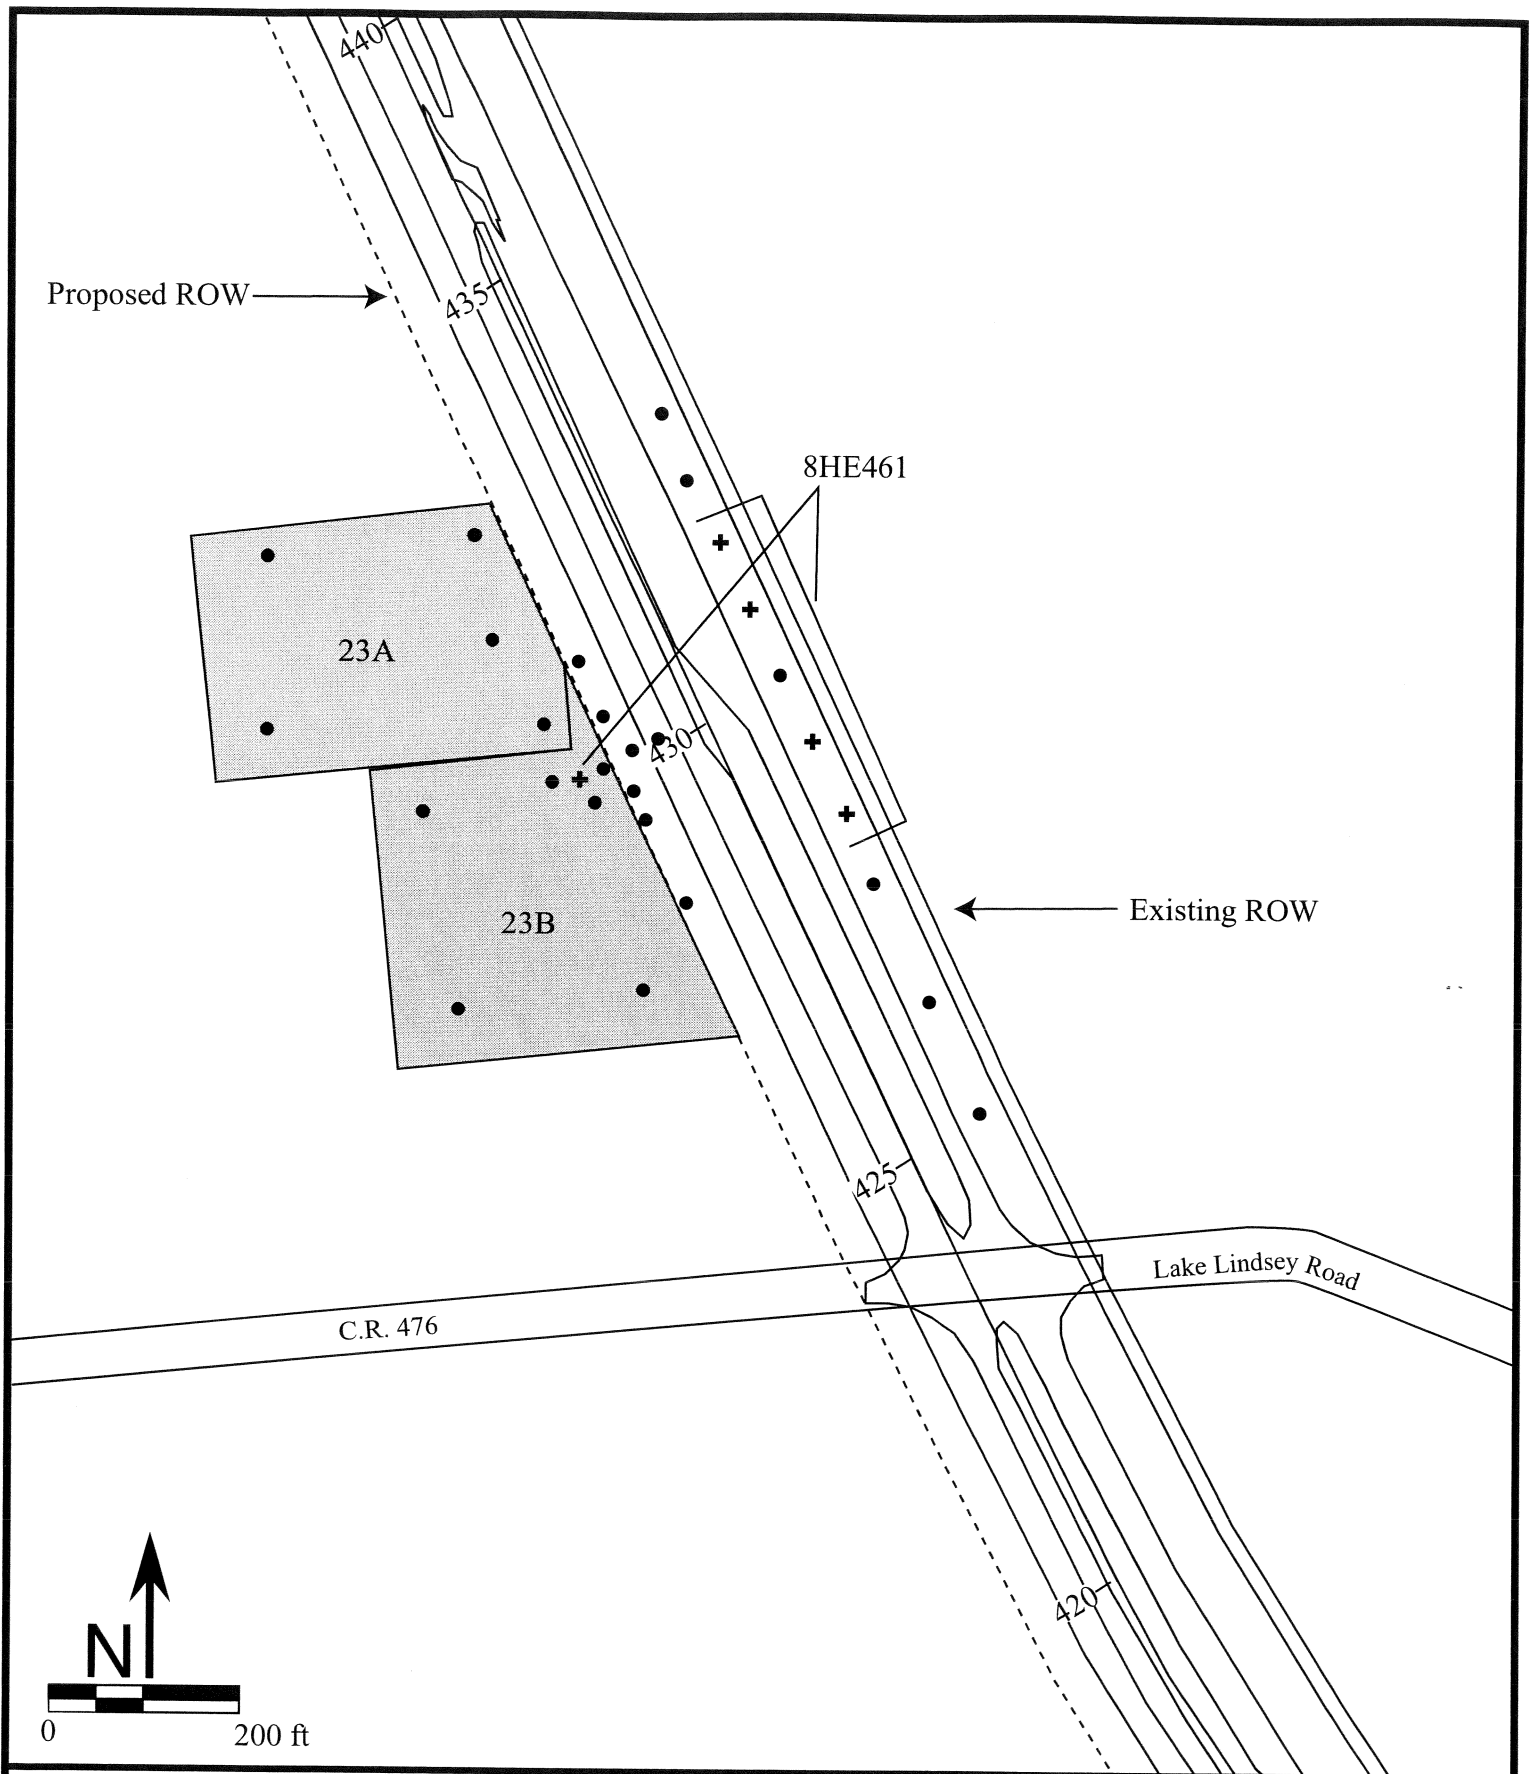 440
Proposed ROW
435
8HE461
23A
430
Existing ROW
23B
425
Lake Lindsey Road
C.R. 476
420
N
0
200 ft